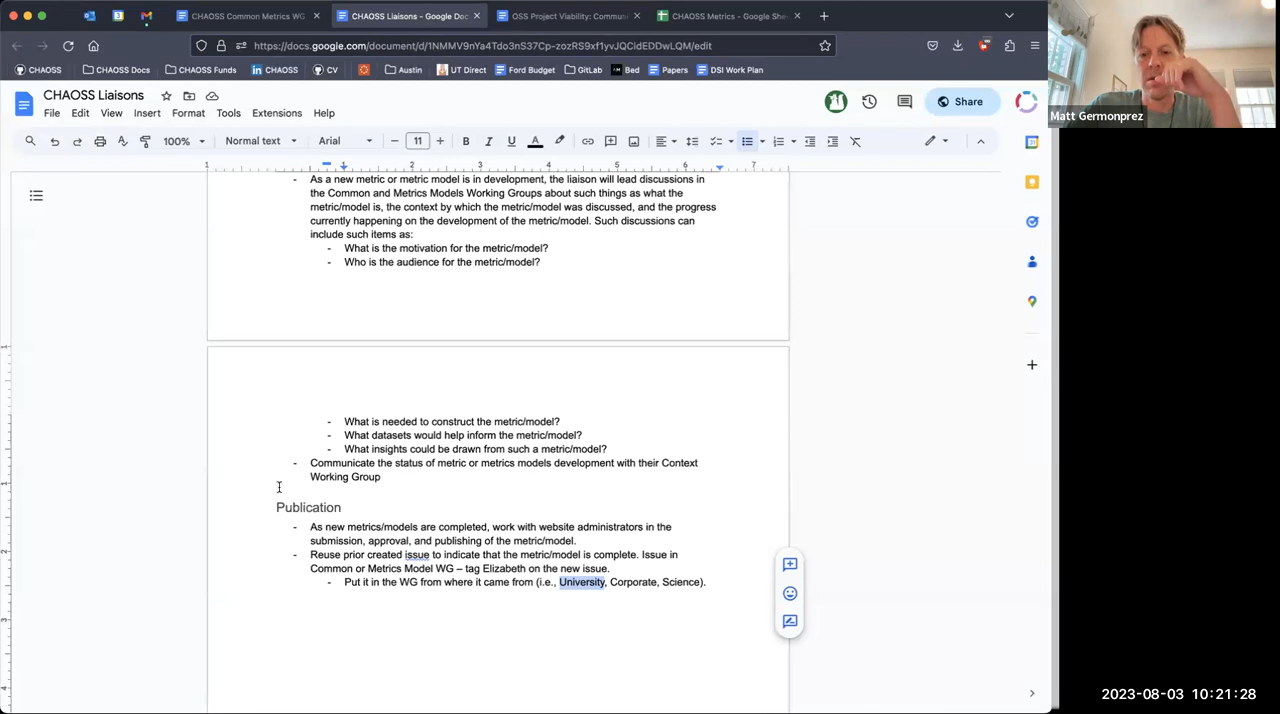 CHAOSS Common Metrics WG
CHAOSS Liaisons - Google Doc
OSS Project Viability: Commun
CHAOSS Metrics - Google She
https://docs.google.com/document/d/1NMMV9nYa4Tdo3nS37Cp-zozRS9xf1yvJQCidEDDwLQM/edit
CHAOSS
CHAOSS Docs
CHAOSS Funds
CHAOSS
CV
Austin
UT Direct
Ford Budget
GitLab
Bed
Papers
DSI Work Plan
CHAOSS Liaisons
File Edit View Insert Format Tools Extensions Help
Share
100% Normal text Arial 11
Matt Germonprez
- As a new metric or metric model is in development, the liaison will lead discussions in
the Common and Metrics Models Working Groups about such things as what the
metric/model is, the context by which the metric/model was discussed, and the progress
currently happening on the development of the metric/model. Such discussions can
include such items as:
- What is the motivation for the metric/model?
- Who is the audience for the metric/model?
- What is needed to construct the metric/model?
- What datasets would help inform the metric/model?
- What insights could be drawn from such a metric/model?
- Communicate the status of metric or metrics models development with their Context
Working Group
Publication
- As new metrics/models are completed, work with website administrators in the
submission, approval, and publishing of the metric/model.
- Reuse prior created issue to indicate that the metric/model is complete. Issue in
Common or Metrics Model WG – tag Elizabeth on the new issue.
- Put it in the WG from where it came from (i.e., University, Corporate, Science).
2023-08-03 10:21:28